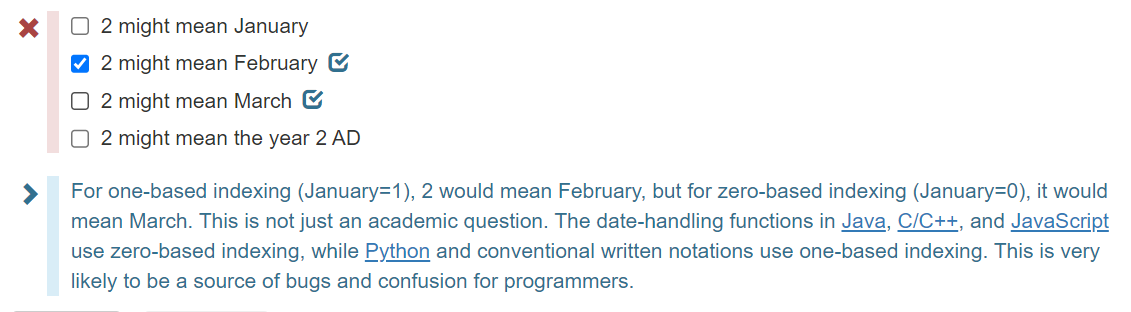 2 might mean January
2 might mean February
2 might mean March
2 might mean the year 2 AD
For one-based indexing (January=1), 2 would mean February, but for zero-based indexing (January=0), it would
mean March. This is not just an academic question. The date-handling functions in Java, C/C++, and JavaScript
use zero-based indexing, while Python and conventional written notations use one-based indexing. This is very
likely to be a source of bugs and confusion for programmers.